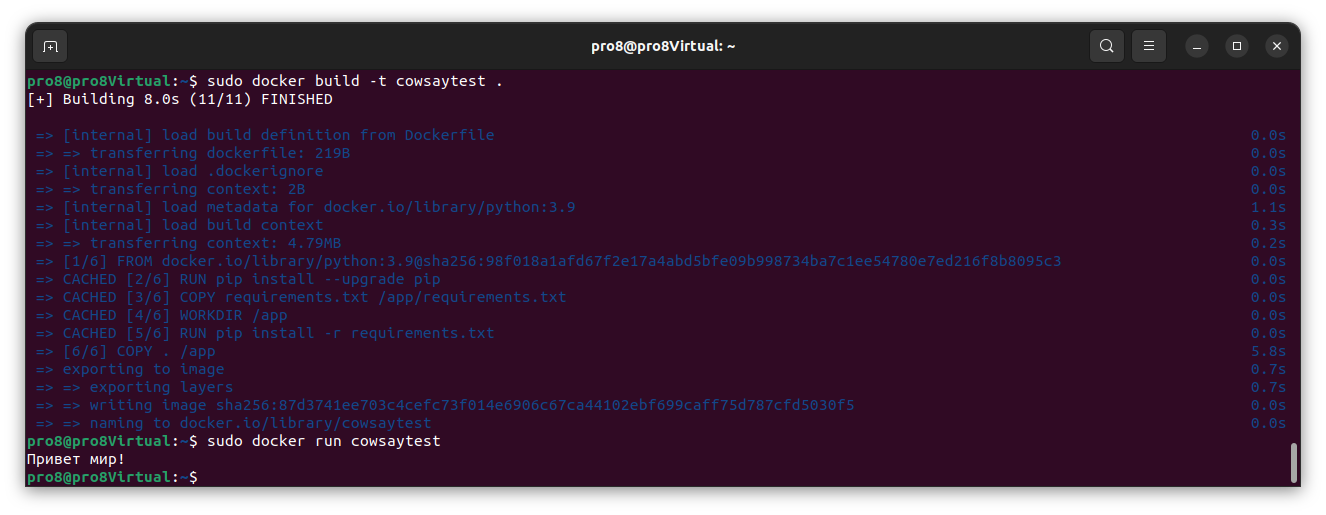 pro8@pro8Virtual: ~
pro8@pro8Virtual:~$ sudo docker build -t cowsaytest .
[+] Building 8.0s (11/11) FINISHED
=> [internal] load build definition from Dockerfile 0.0s
=> => transferring dockerfile: 219B 0.0s
=> [internal] load .dockerignore 0.0s
=> => transferring context: 2B 0.0s
=> [internal] load metadata for docker.io/library/python:3.9 1.1s
=> [internal] load build context 0.3s
=> => transferring context: 4.79MB 0.2s
=> [1/6] FROM docker.io/library/python:3.9@sha256:98f018a1afd67f2e17a4abd5bfe09b998734ba7c1ee54780e7ed216f8b8095c3 0.0s
=> CACHED [2/6] RUN pip install --upgrade pip 0.0s
=> CACHED [3/6] COPY requirements.txt /app/requirements.txt 0.0s
=> CACHED [4/6] WORKDIR /app 0.0s
=> CACHED [5/6] RUN pip install -r requirements.txt 0.0s
=> [6/6] COPY . /app 5.8s
=> exporting to image 0.7s
=> => exporting layers 0.7s
=> => writing image sha256:87d3741ee703c4cefc73f014e6906c67ca44102ebf699caff75d787cfd5030f5 0.0s
=> => naming to docker.io/library/cowsaytest 0.0s
pro8@pro8Virtual:~$ sudo docker run cowsaytest
Привет мир!
pro8@pro8Virtual:~$